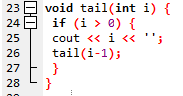 23 void tail(int i) {
24 if (i > 0) {
25 cout << i << '';
26 tail(i-1);
27 }
28 }